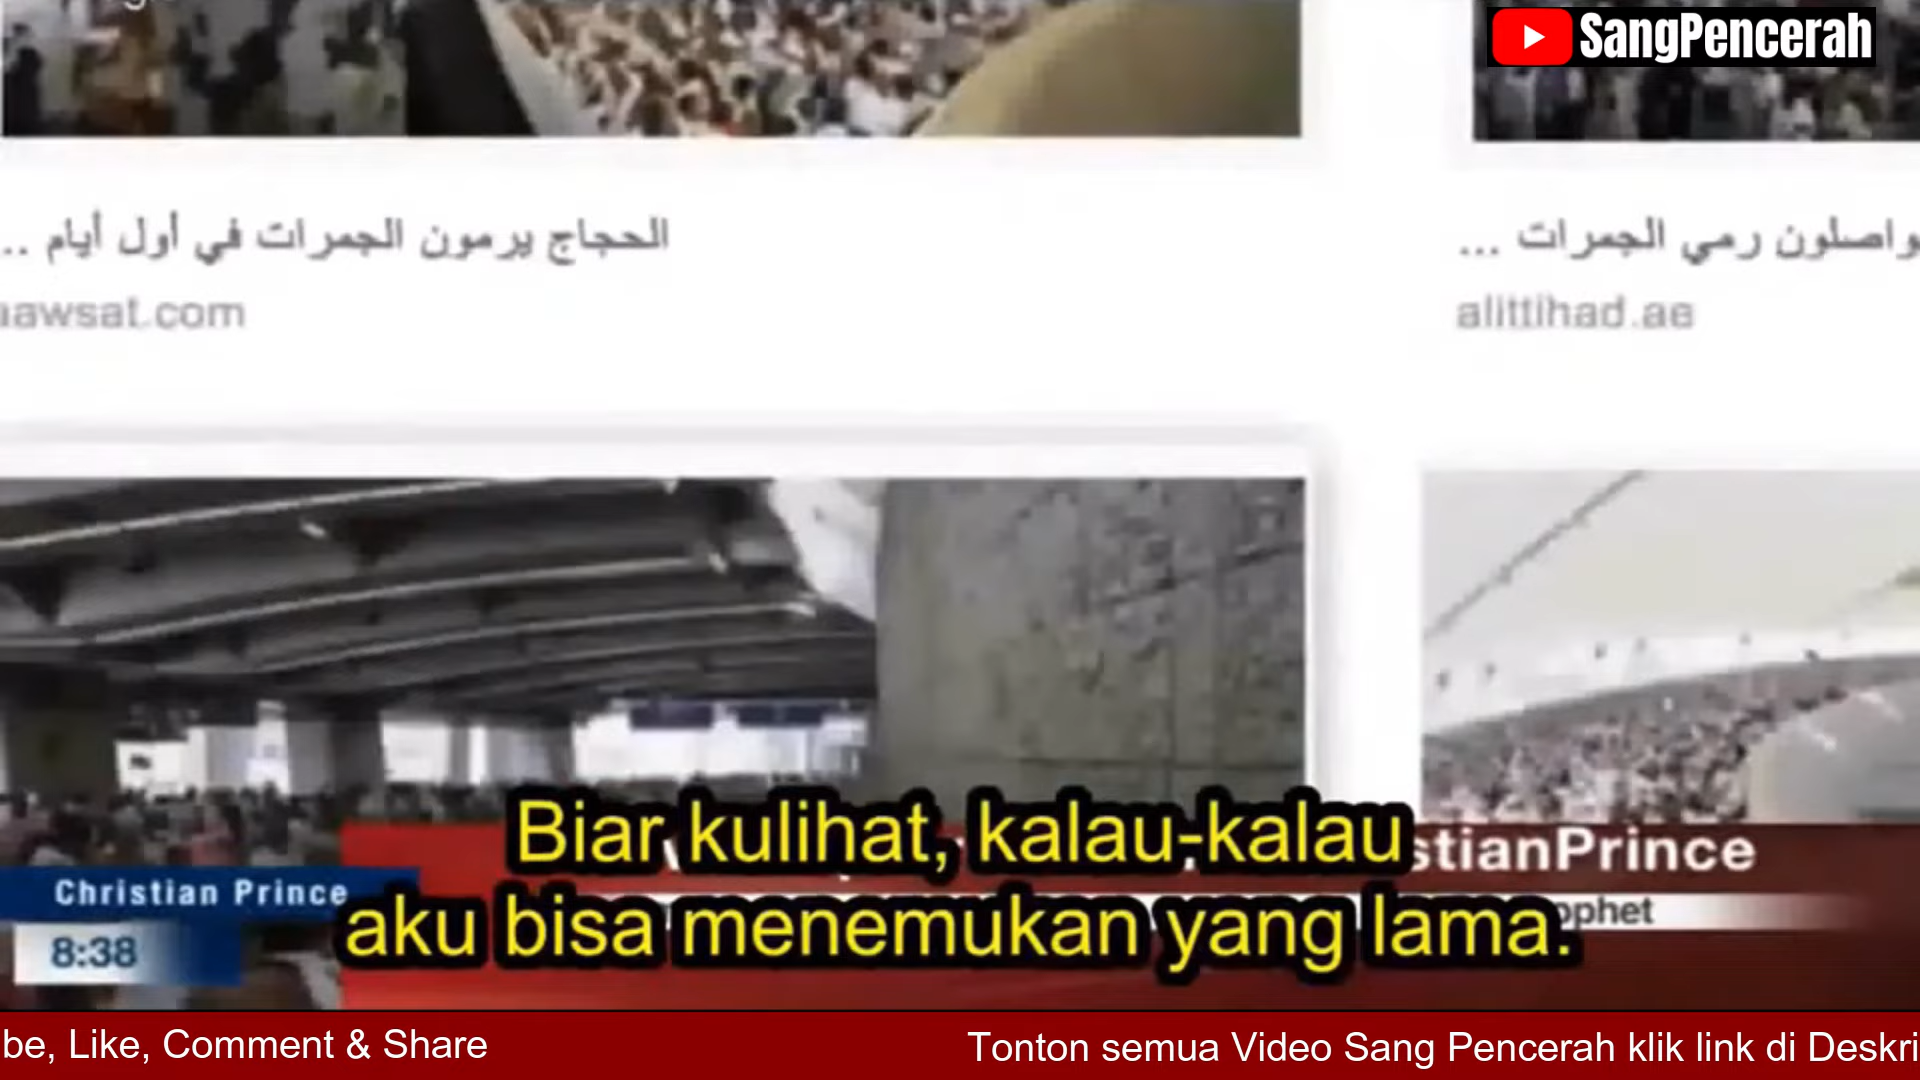 SangPencerah
الحجاج يرمون الجمرات في أول أيام ..
aawsat.com
واصلون رمي الجمرات ...
alittihad.ae
Biar kulihat, kalau-kalau
aku bisa menemukan yang lama.
stianPrince
ophet
Christian Prince
8:38
be, Like, Comment & Share
Tonton semua Video Sang Pencerah klik link di Deskri